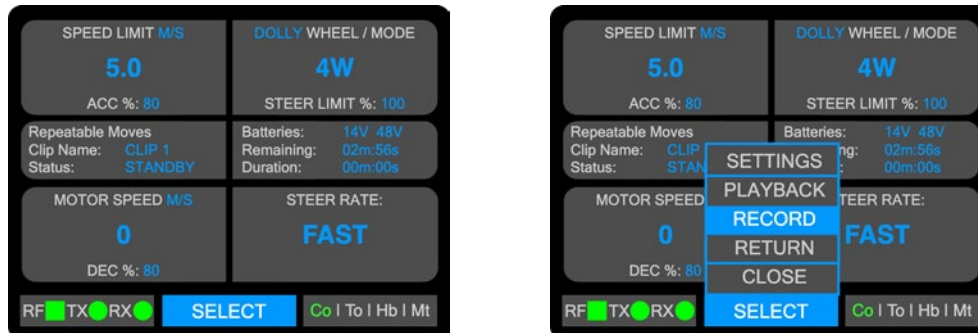 SPEED LIMIT M/S
5.0
ACC %: 80
DOLLY WHEEL / MODE
4W
STEER LIMIT %: 100
Repeatable Moves
Clip Name: CLIP 1
Status: STANDBY
Batteries: 14V 48V
Remaining: 02m:56s
Duration: 00m:00s
MOTOR SPEED M/S
0
DEC %: 80
STEER RATE:
FAST
RF TX RX
SELECT
Co I To I Hb I Mt
SPEED LIMIT M/S
5.0
ACC %: 80
DOLLY WHEEL / MODE
4W
STEER LIMIT %: 100
Repeatable Moves
Clip Name: CLIP
Status: STAN
Batteries: 14V 48V
ng: 02m:56s
: 00m:00s
SETTINGS
PLAYBACK
RECORD
RETURN
CLOSE
MOTOR SPEED
0
DEC %: 80
TEER RATE:
FAST
RF TX RX
SELECT
Co I To I Hb I Mt